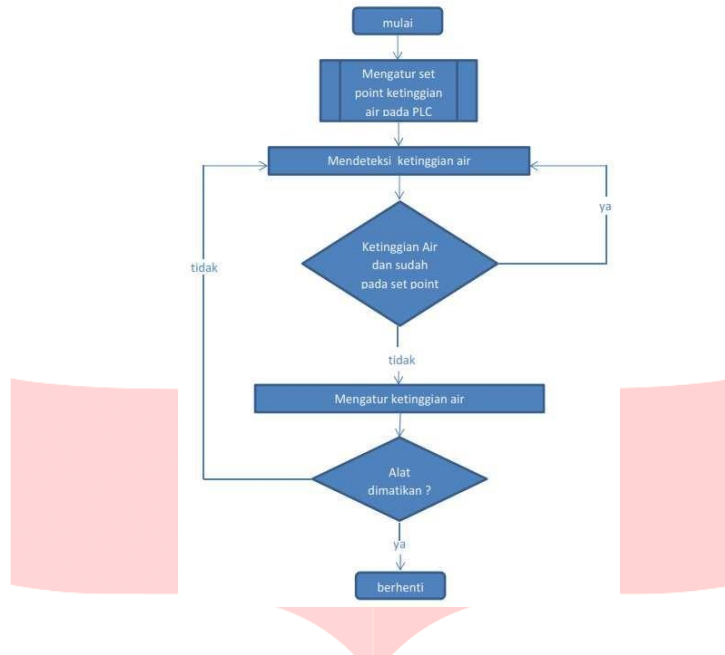 mulai
Mengatur set
point ketinggian
air pada PLC
Mendeteksi ketinggian air
ya
Ketinggian Air
dan sudah
pada set point
tidak
tidak
Mengatur ketinggian air
Alat
dimatikan ?
ya
berhenti